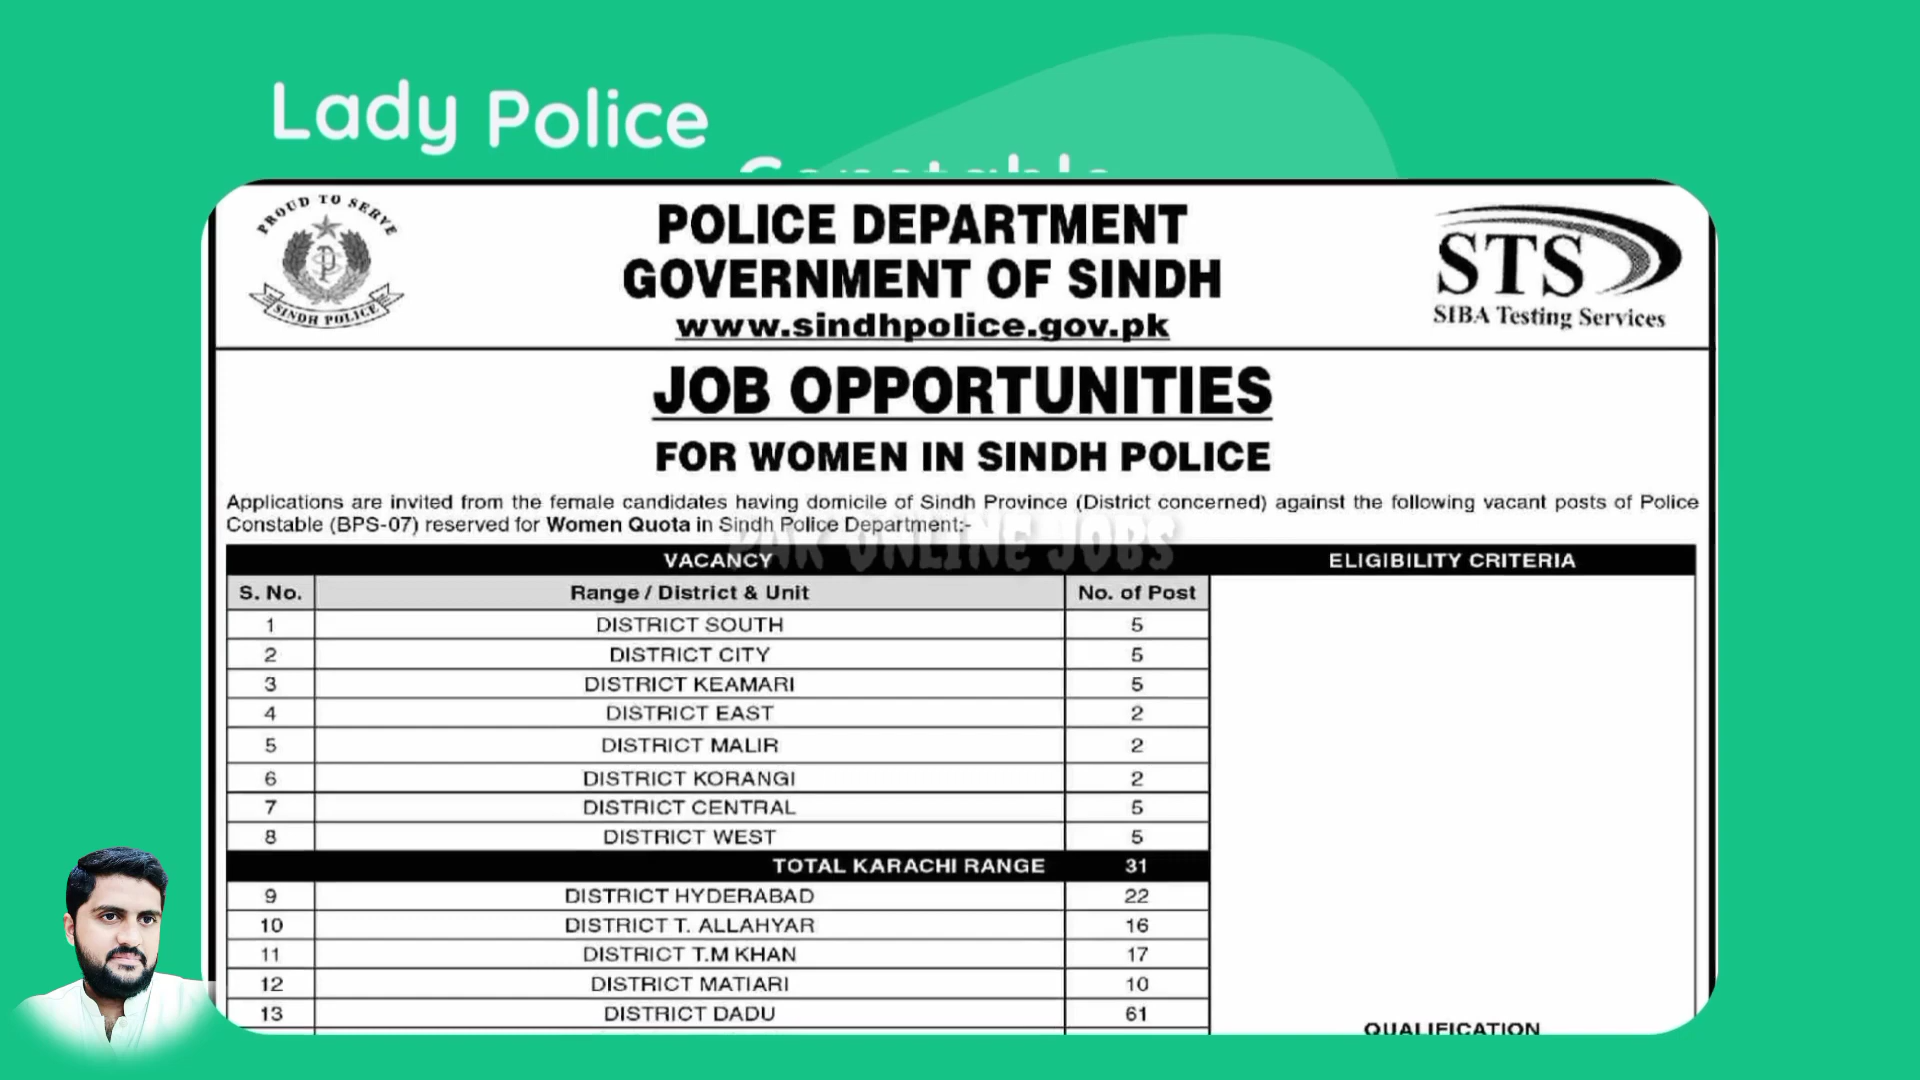 Lady Police
Constable
PROUD TO SERVE
SINDH POLICE
POLICE DEPARTMENT
GOVERNMENT OF SINDH
www.sindhpolice.gov.pk
STS
SIBA Testing Services
JOB OPPORTUNITIES
FOR WOMEN IN SINDH POLICE
Applications are invited from the female candidates having domicile of Sindh Province (District concerned) against the following vacant posts of Police
Constable (BPS-07) reserved for Women Quota in Sindh Police Department:-
PAK ONLINE JOBS
VACANCY ELIGIBILITY CRITERIA
S. No. Range / District & Unit No. of Post
1 DISTRICT SOUTH 5
2 DISTRICT CITY 5
3 DISTRICT KEAMARI 5
4 DISTRICT EAST 2
5 DISTRICT MALIR 2
6 DISTRICT KORANGI 2
7 DISTRICT CENTRAL 5
8 DISTRICT WEST 5
TOTAL KARACHI RANGE 31
9 DISTRICT HYDERABAD 22
10 DISTRICT T. ALLAHYAR 16
11 DISTRICT T.M KHAN 17
12 DISTRICT MATIARI 10
13 DISTRICT DADU 61
QUALIFICATION